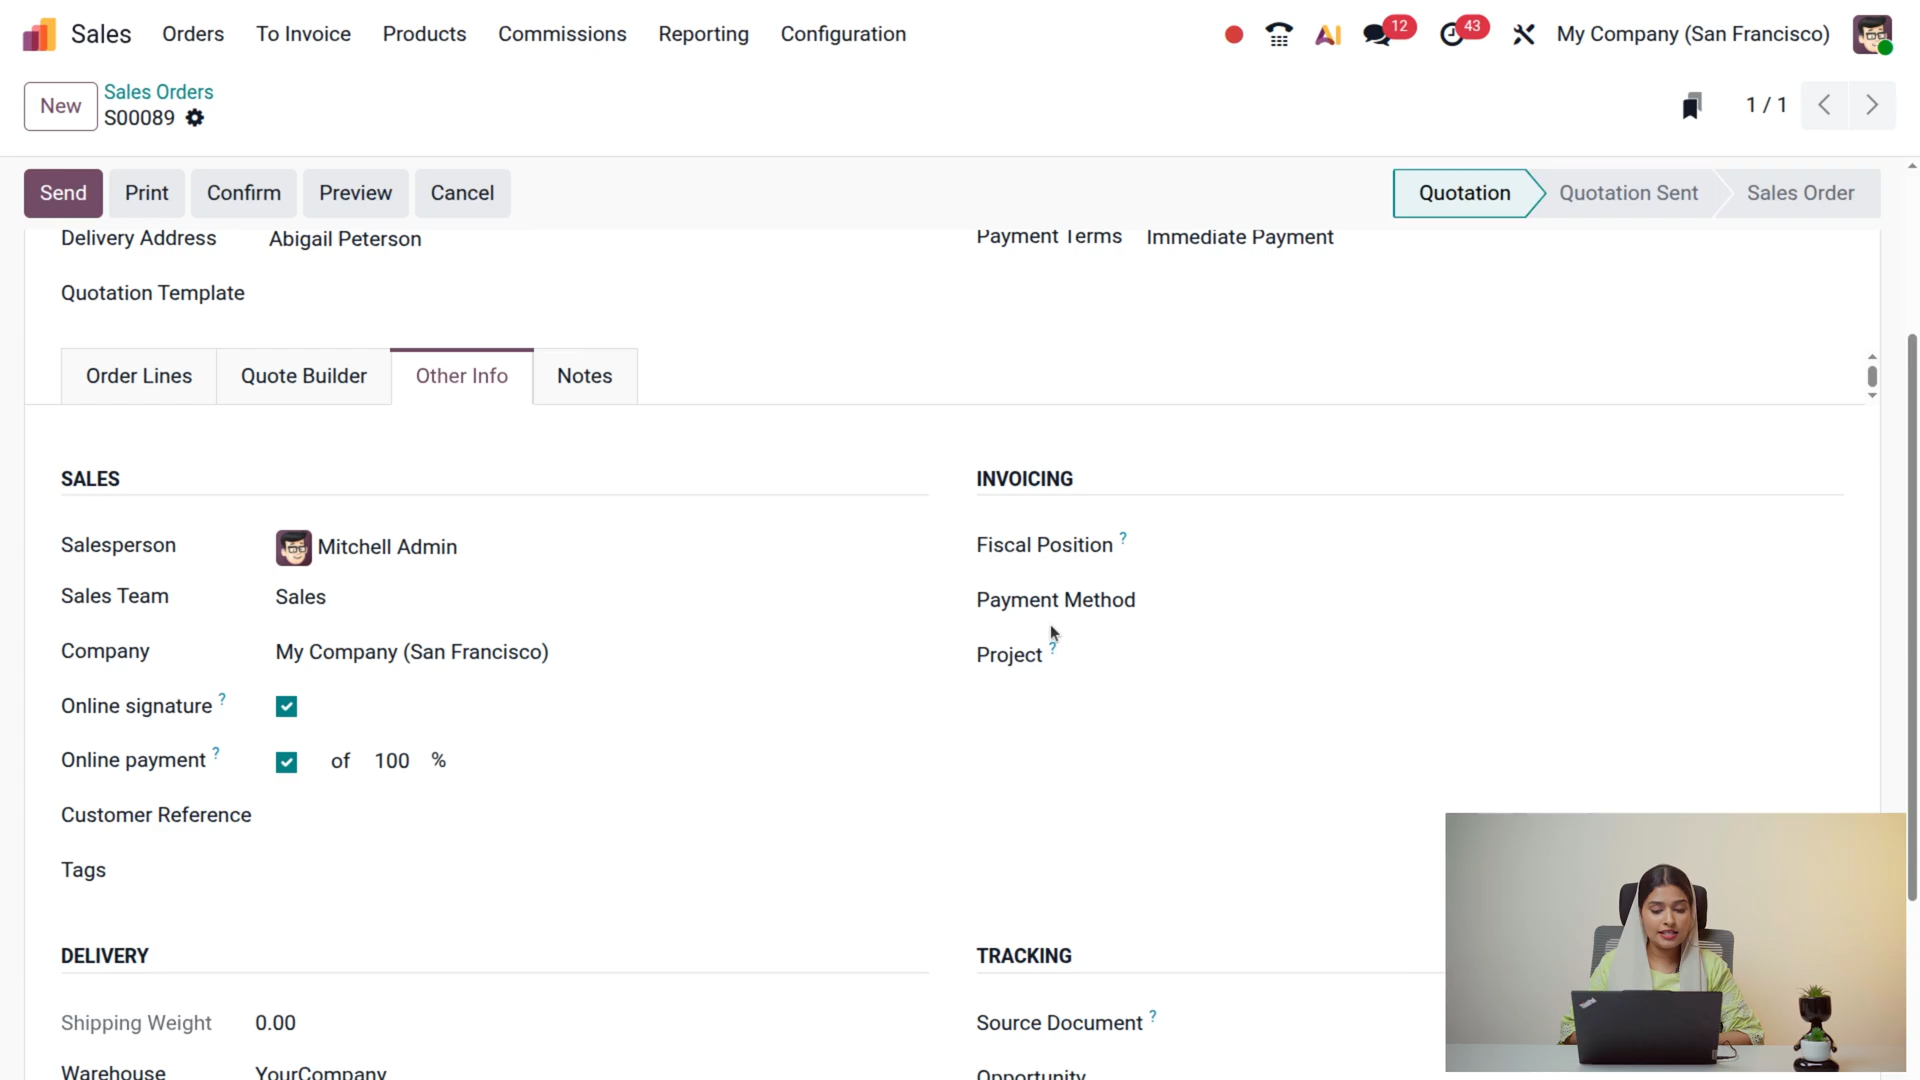 Sales Orders To Invoice Products Commissions Reporting Configuration 12 43 My Company (San Francisco)
New Sales Orders 1 / 1
S00089
Send Print Confirm Preview Cancel Quotation Quotation Sent Sales Order
Delivery Address Abigail Peterson Payment Terms Immediate Payment
Quotation Template
Order Lines Quote Builder Other Info Notes
SALES
Salesperson Mitchell Admin
Sales Team Sales
Company My Company (San Francisco)
Online signature ?
Online payment ? of 100 %
Customer Reference
Tags
INVOICING
Fiscal Position ?
Payment Method
Project ?
DELIVERY
Shipping Weight 0.00
Warehouse YourCompany
TRACKING
Source Document ?
Opportunity